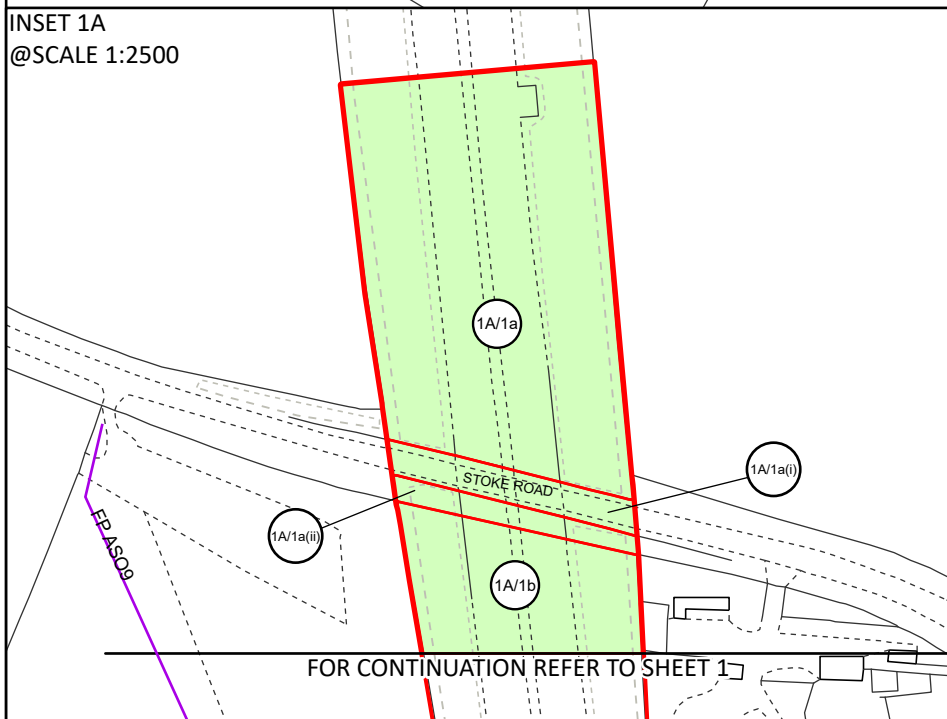 INSET 1A
@SCALE 1:2500
1A/1a
1A/1a(i)
STOKE ROAD
FP ASO9
1A/1a(ii)
1A/1b
FOR CONTINUATION REFER TO SHEET 1